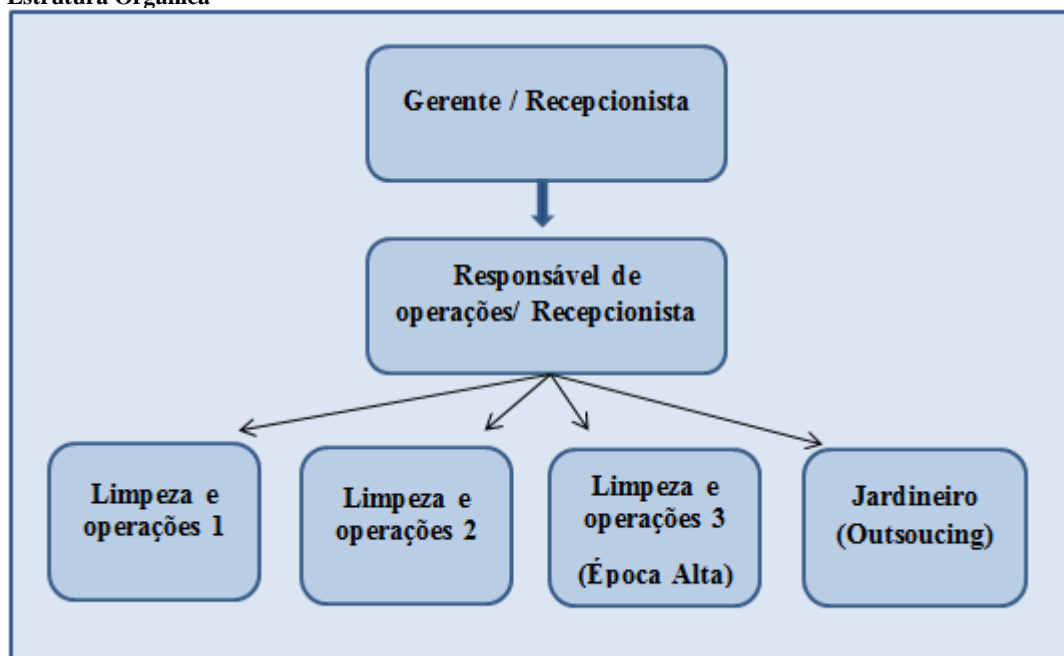 Estrutura Orgânica
Gerente / Recepcionista
Responsável de
operações/ Recepcionista
Limpeza e
operações 1
Limpeza e
operações 2
Limpeza e
operações 3
(Época Alta)
Jardineiro
(Outsoucing)